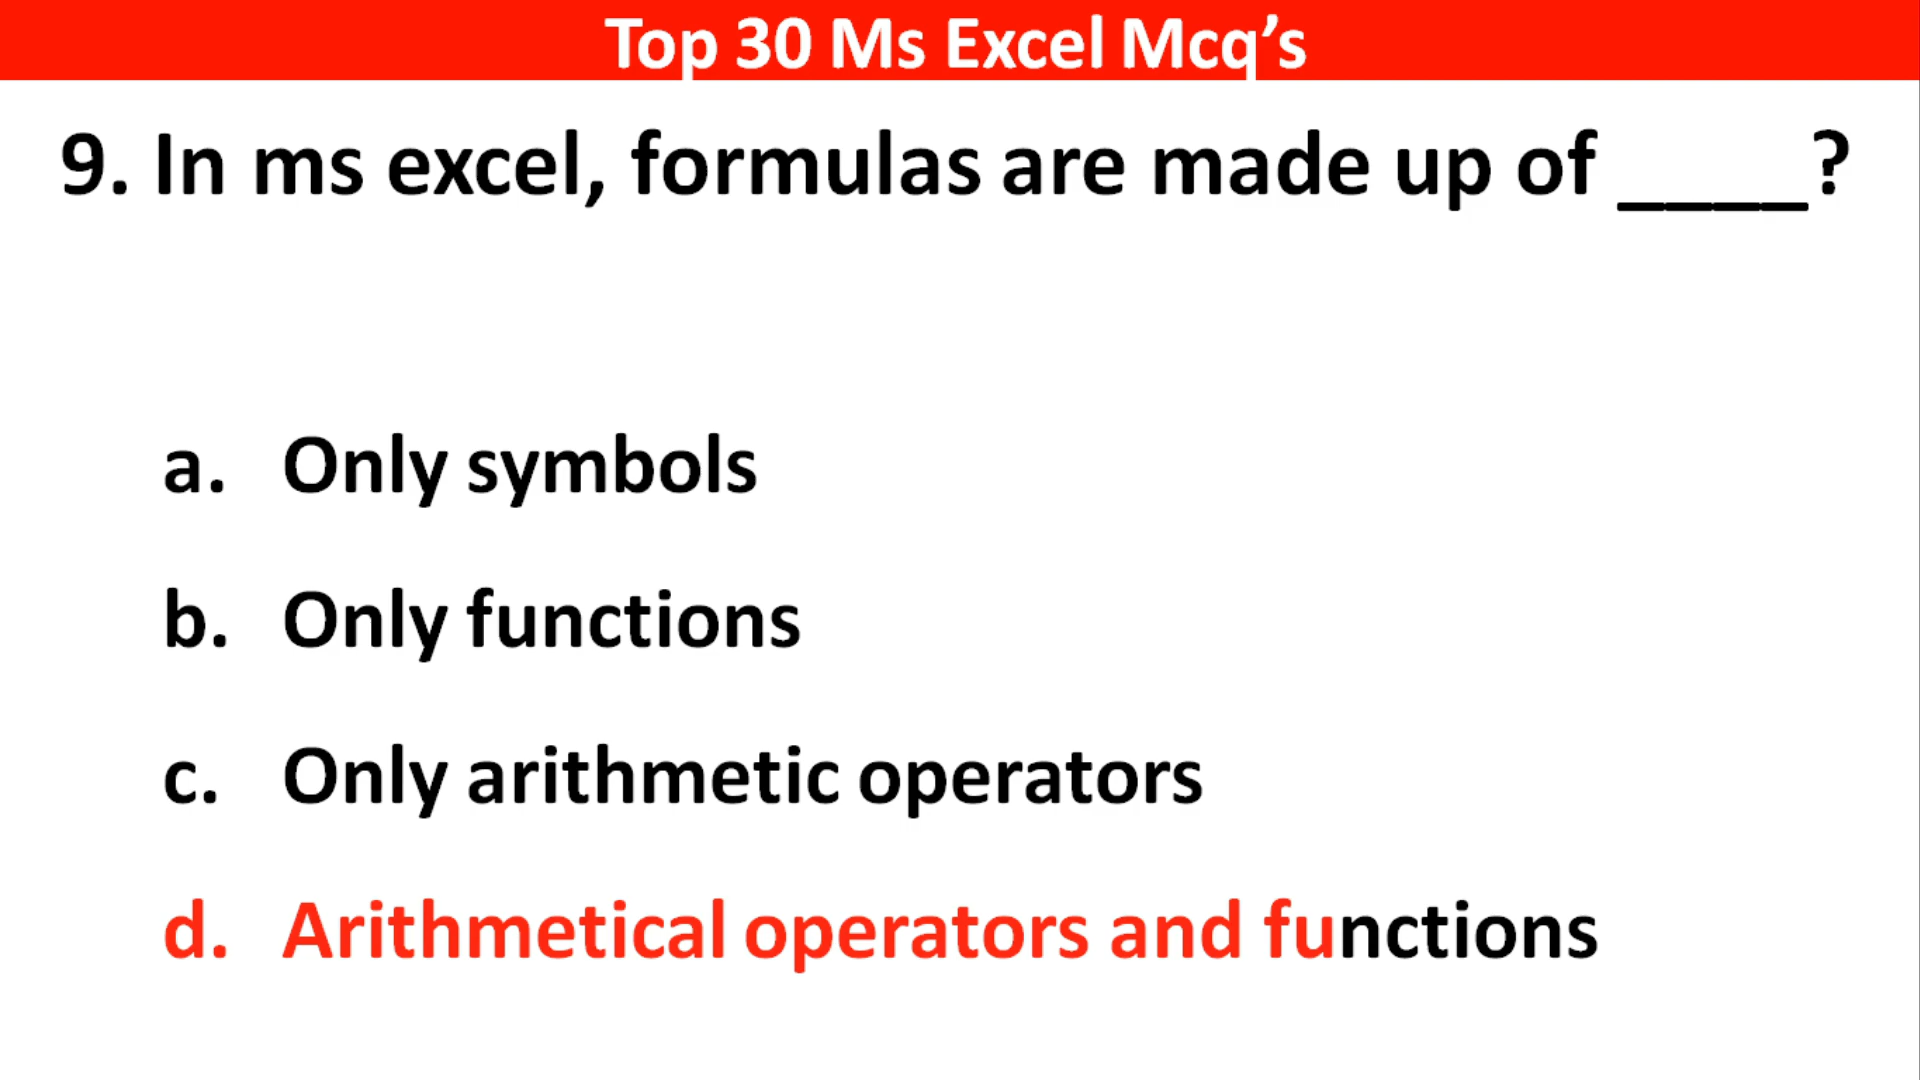 Top 30 Ms Excel Mcq’s
9. In ms excel, formulas are made up of ____?
a. Only symbols
b. Only functions
c. Only arithmetic operators
d. Arithmetical operators and functions